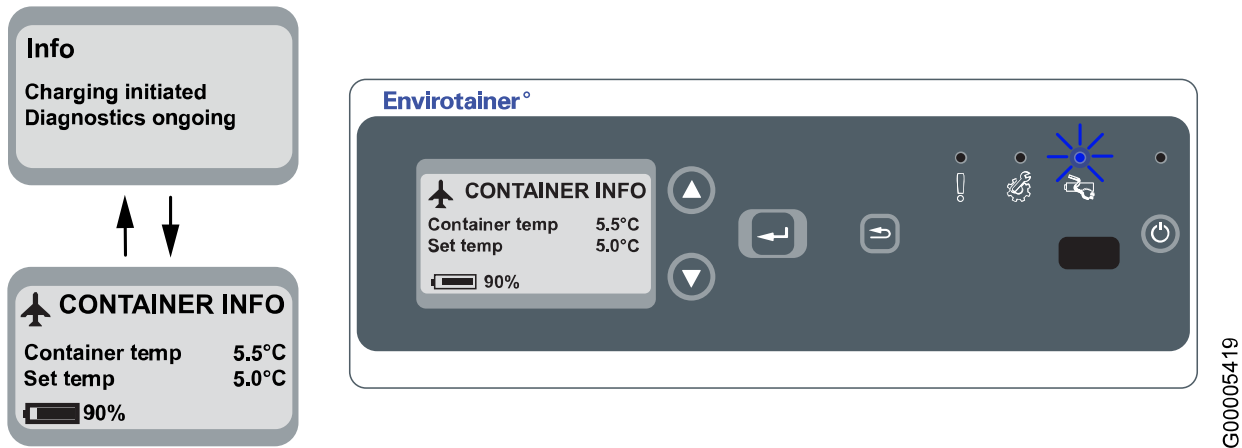 Info
Charging initiated
Diagnostics ongoing
CONTAINER INFO
Container temp 5.5°C
Set temp 5.0°C
90%
Envirotainer°
CONTAINER INFO
Container temp 5.5°C
Set temp 5.0°C
90%
G00005419